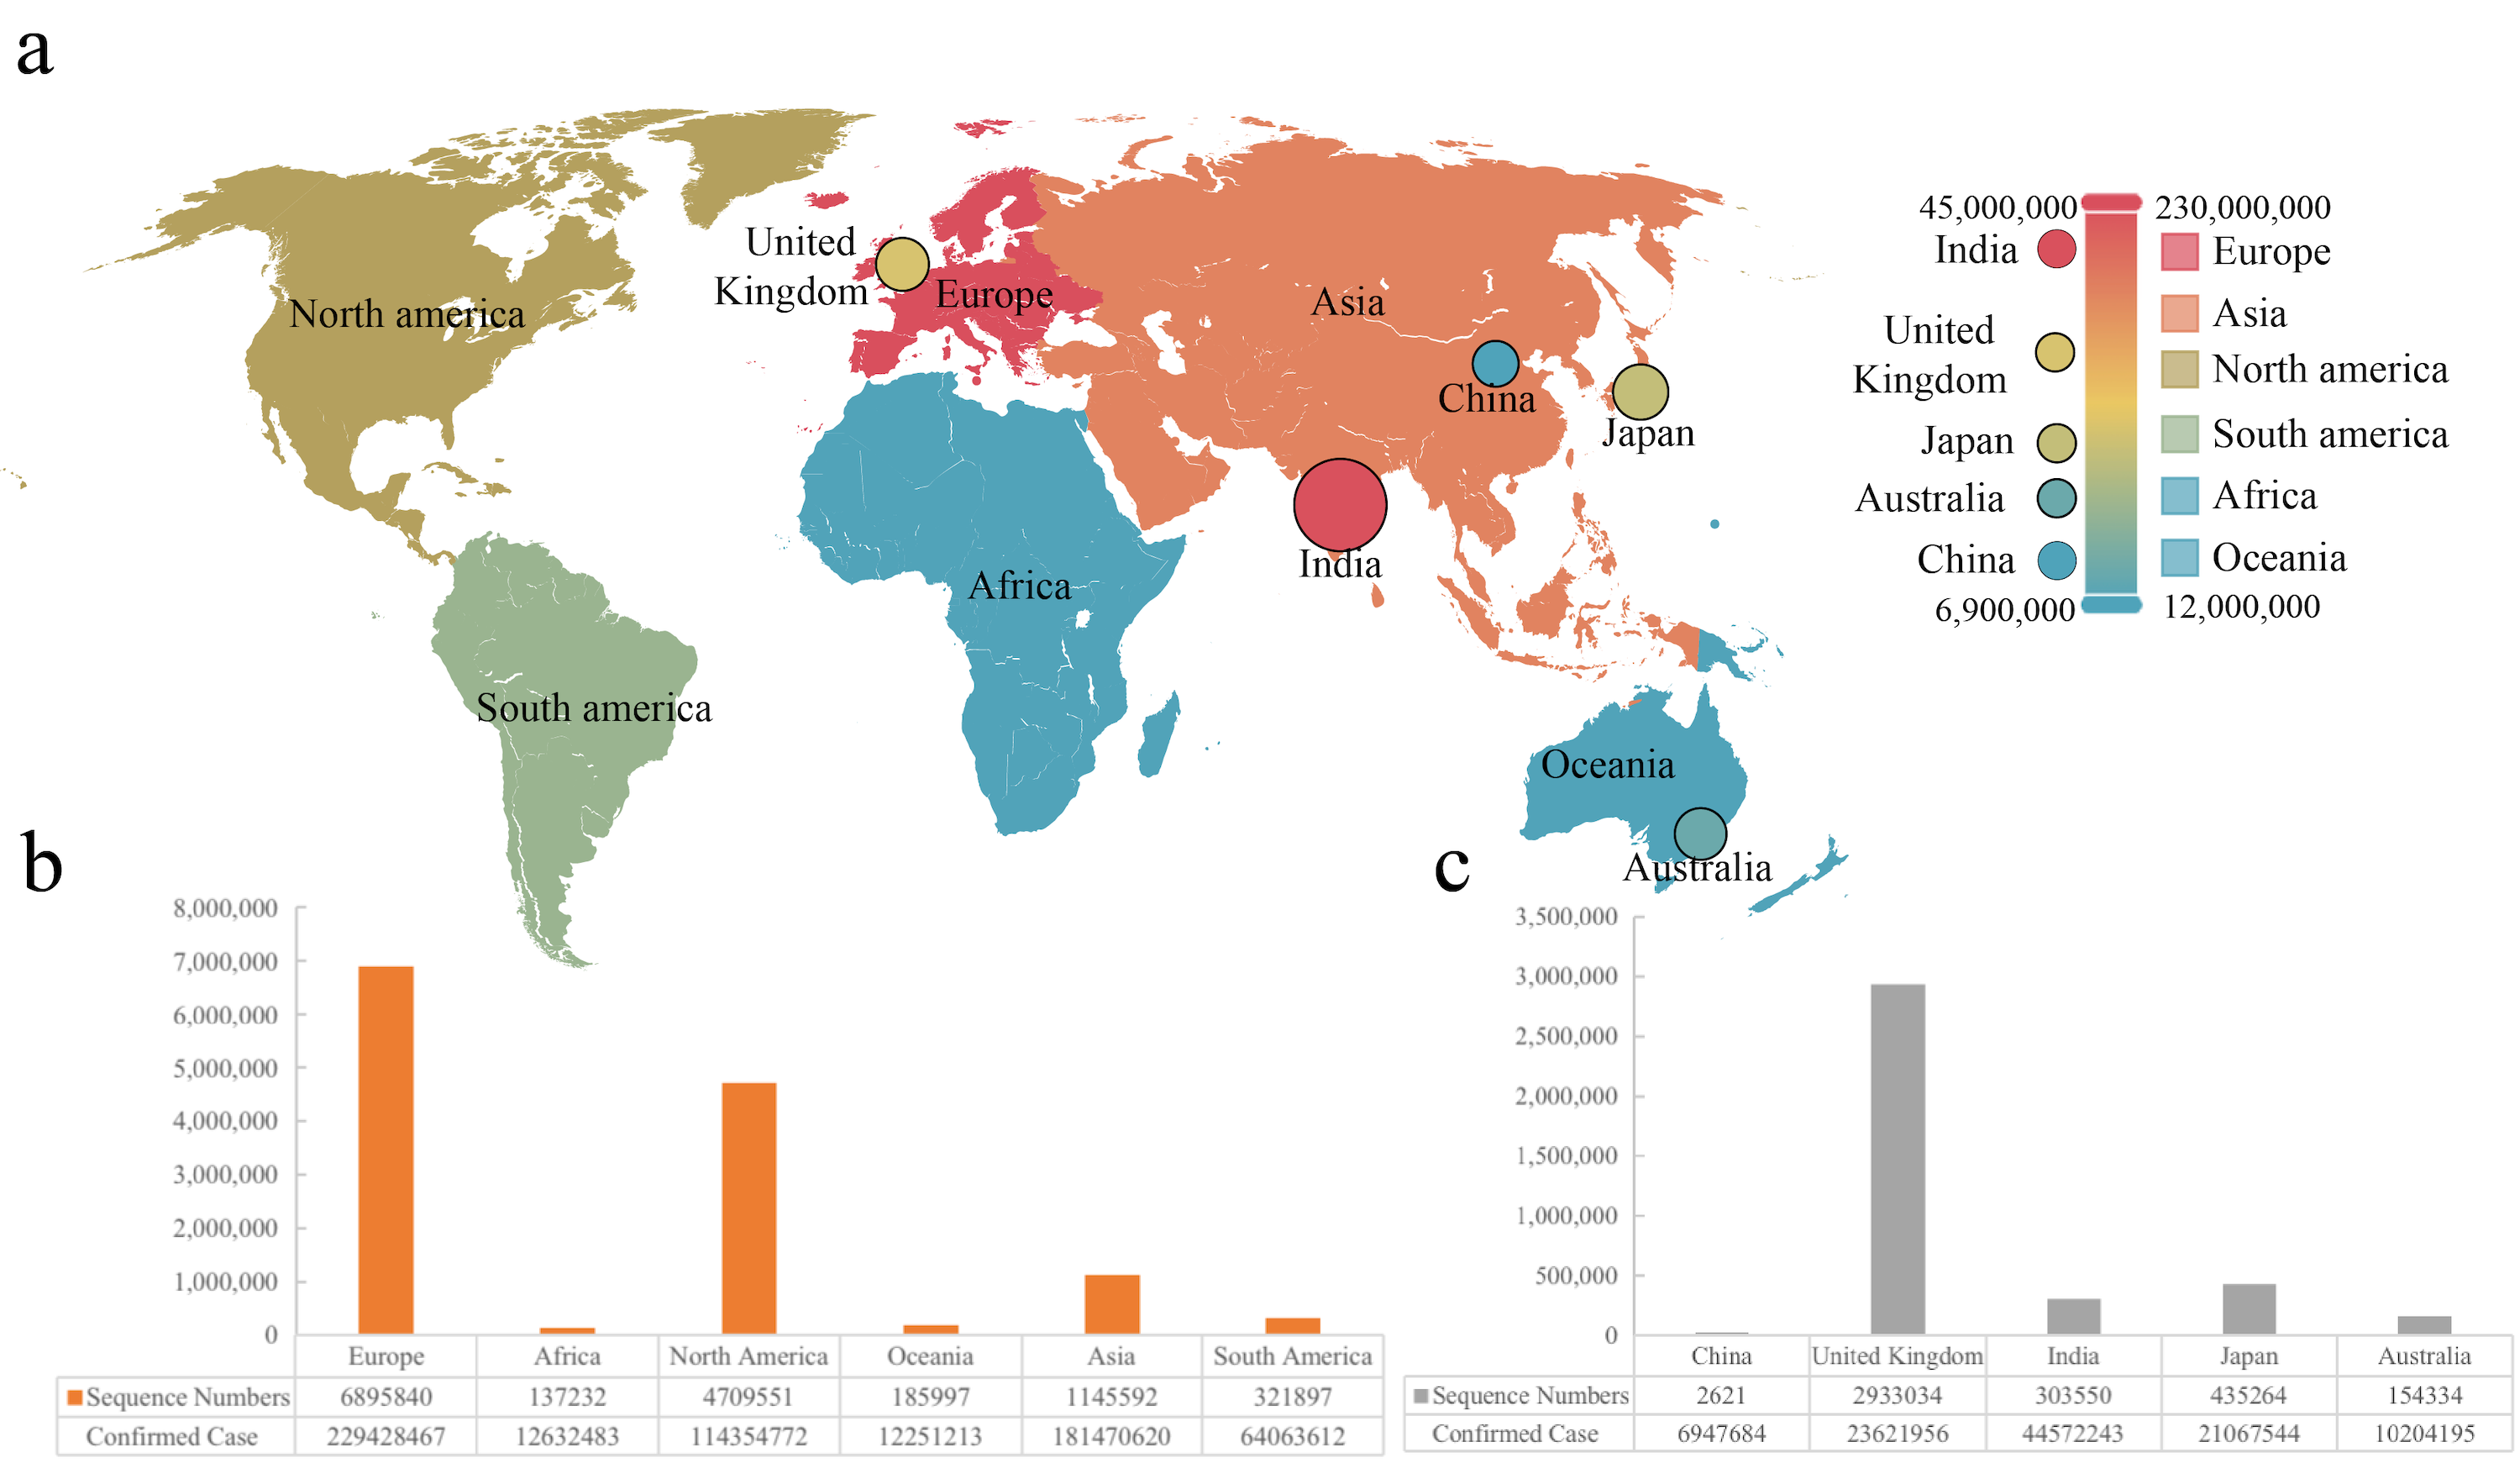 a
North america
United
Kingdom
Europe
Asia
China
Japan
India
Africa
South america
Oceania
Australia
45,000,000
230,000,000
India
Europe
United
Kingdom
Asia
North america
Japan
South america
Australia
Africa
China
Oceania
6,900,000
12,000,000
b
8,000,000
7,000,000
6,000,000
5,000,000
4,000,000
3,000,000
2,000,000
1,000,000
0
Europe Africa North America Oceania Asia South America
Sequence Numbers 6895840 137232 4709551 185997 1145592 321897
Confirmed Case 229428467 12632483 114354772 12251213 181470620 64063612
c
3,500,000
3,000,000
2,500,000
2,000,000
1,500,000
1,000,000
500,000
0
China United Kingdom India Japan Australia
Sequence Numbers 2621 2933034 303550 435264 154334
Confirmed Case 6947684 23621956 44572243 21067544 10204195